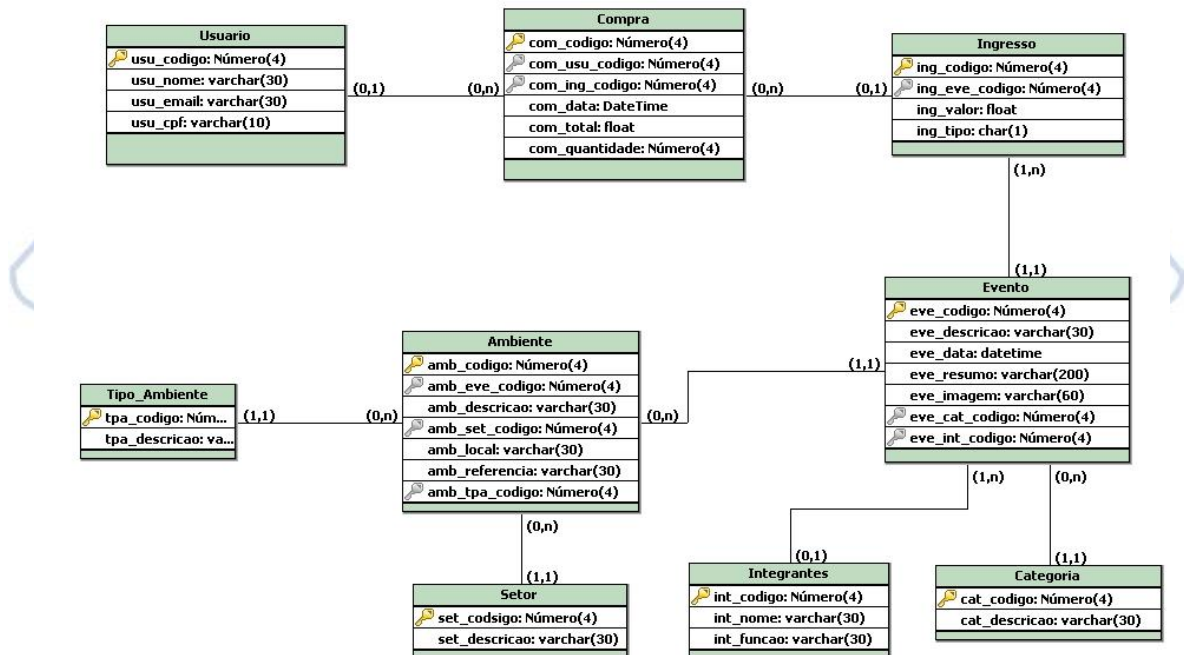 Usuario
usu_codigo: Número(4)
usu_nome: varchar(30)
usu_email: varchar(30)
usu_cpf: varchar(10)
(0,1)
(0,n)
Compra
com_codigo: Número(4)
com_usu_codigo: Número(4)
com_ing_codigo: Número(4)
com_data: DateTime
com_total: float
com_quantidade: Número(4)
(0,n)
(0,1)
Ingresso
ing_codigo: Número(4)
ing_eve_codigo: Número(4)
ing_valor: float
ing_tipo: char(1)
(1,n)
(1,1)
Evento
eve_codigo: Número(4)
eve_descricao: varchar(30)
eve_data: datetime
eve_resumo: varchar(200)
eve_imagem: varchar(60)
eve_cat_codigo: Número(4)
eve_int_codigo: Número(4)
(1,1)
(0,n)
Ambiente
amb_codigo: Número(4)
amb_eve_codigo: Número(4)
amb_descricao: varchar(30)
amb_set_codigo: Número(4)
amb_local: varchar(30)
amb_referencia: varchar(30)
amb_tpa_codigo: Número(4)
Tipo_Ambiente
tpa_codigo: Núm...
tpa_descricao: va...
(1,1)
(0,n)
(0,n)
(1,1)
Setor
set_codsigo: Número(4)
set_descricao: varchar(30)
(1,n)
(0,1)
Integrantes
int_codigo: Número(4)
int_nome: varchar(30)
int_funcao: varchar(30)
(0,n)
(1,1)
Categoria
cat_codigo: Número(4)
cat_descricao: varchar(30)